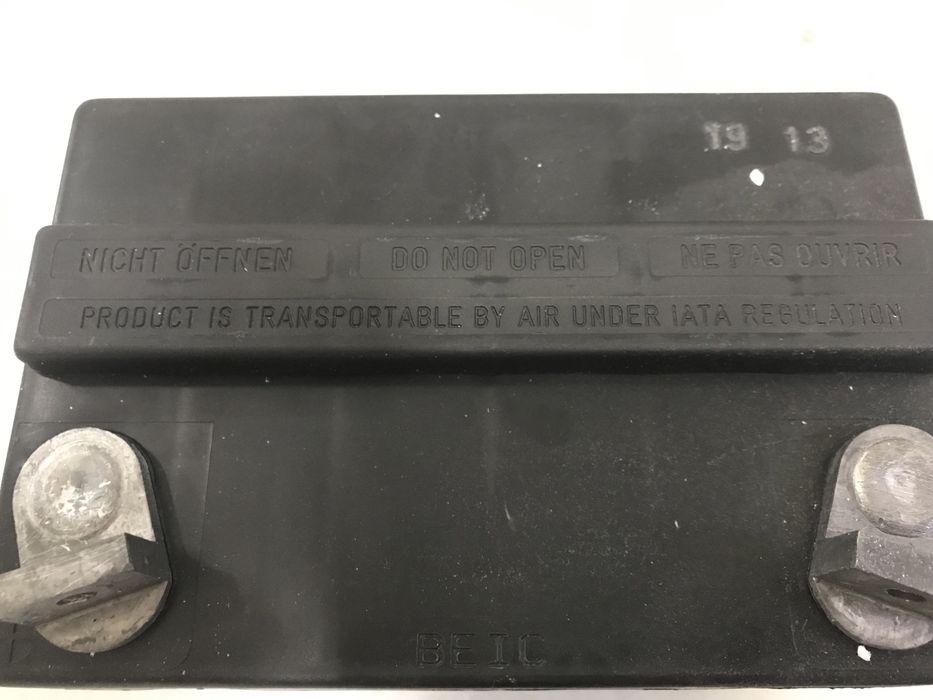 19 13
NICHT ÖFFNEN DO NOT OPEN NE PAS OUVRIR
PRODUCT IS TRANSPORTABLE BY AIR UNDER IATA REGULATION
BEIC